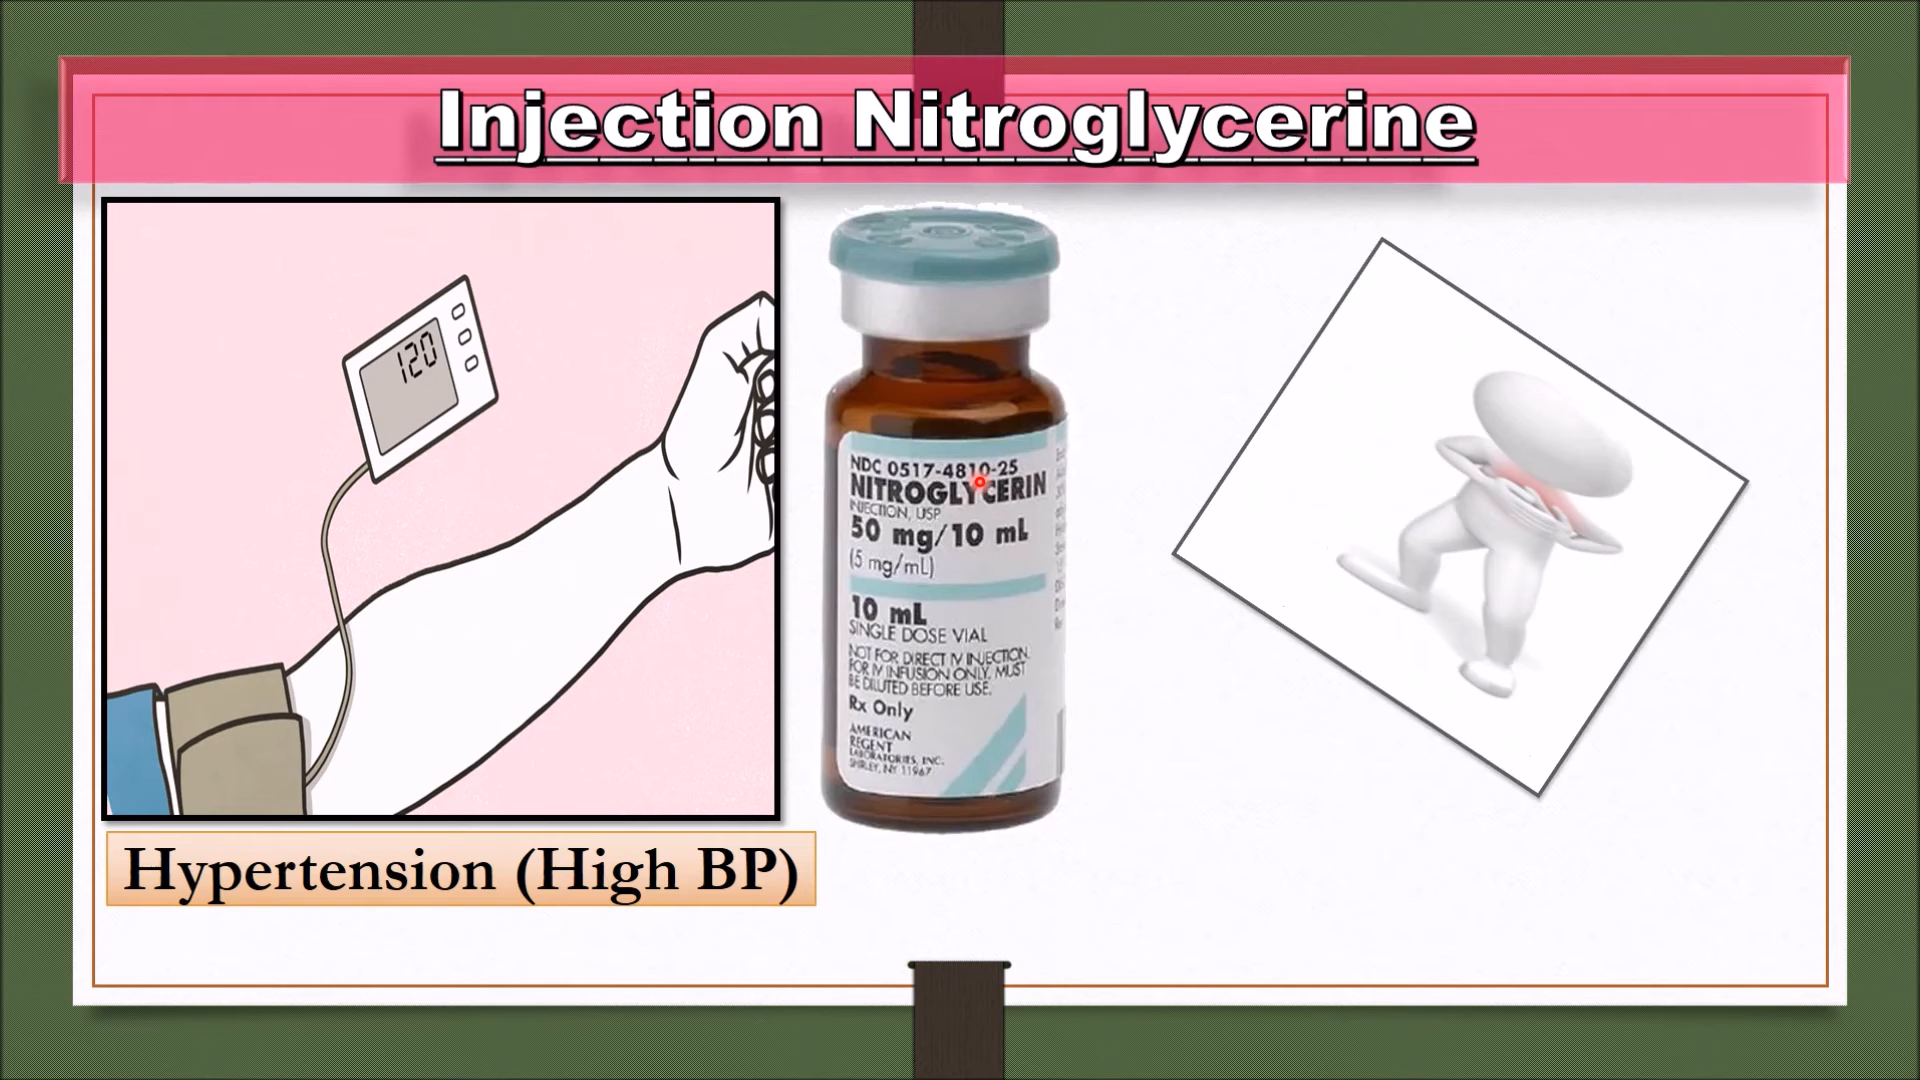 Injection Nitroglycerine
120
NDC 0517-4810-25
NITROGLYCERIN
INJECTION, USP
50 mg/10 mL
(5 mg/mL)
10 mL
SINGLE DOSE VIAL
NOT FOR DIRECT IV INJECTION.
FOR IV INFUSION ONLY. MUST
BE DILUTED BEFORE USE.
Rx Only
AMERICAN
REGENT
LABORATORIES, INC.
SHIRLEY, NY 11967
Hypertension (High BP)